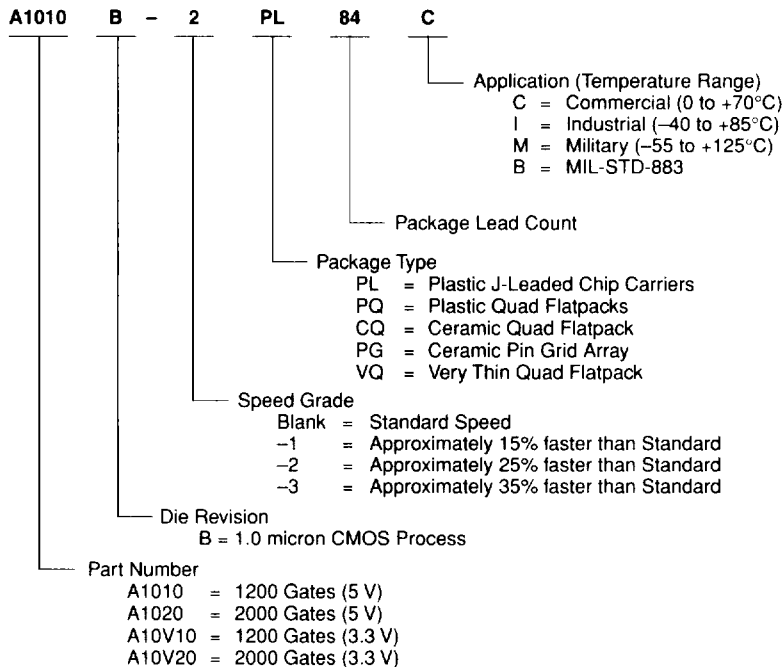 A1010 B – 2 PL 84 C
Application (Temperature Range)
C = Commercial (0 to +70°C)
I = Industrial (–40 to +85°C)
M = Military (–55 to +125°C)
B = MIL-STD-883
Package Lead Count
Package Type
PL = Plastic J-Leaded Chip Carriers
PQ = Plastic Quad Flatpacks
CQ = Ceramic Quad Flatpack
PG = Ceramic Pin Grid Array
VQ = Very Thin Quad Flatpack
Speed Grade
Blank = Standard Speed
–1 = Approximately 15% faster than Standard
–2 = Approximately 25% faster than Standard
–3 = Approximately 35% faster than Standard
Die Revision
B = 1.0 micron CMOS Process
Part Number
A1010 = 1200 Gates (5 V)
A1020 = 2000 Gates (5 V)
A10V10 = 1200 Gates (3.3 V)
A10V20 = 2000 Gates (3.3 V)